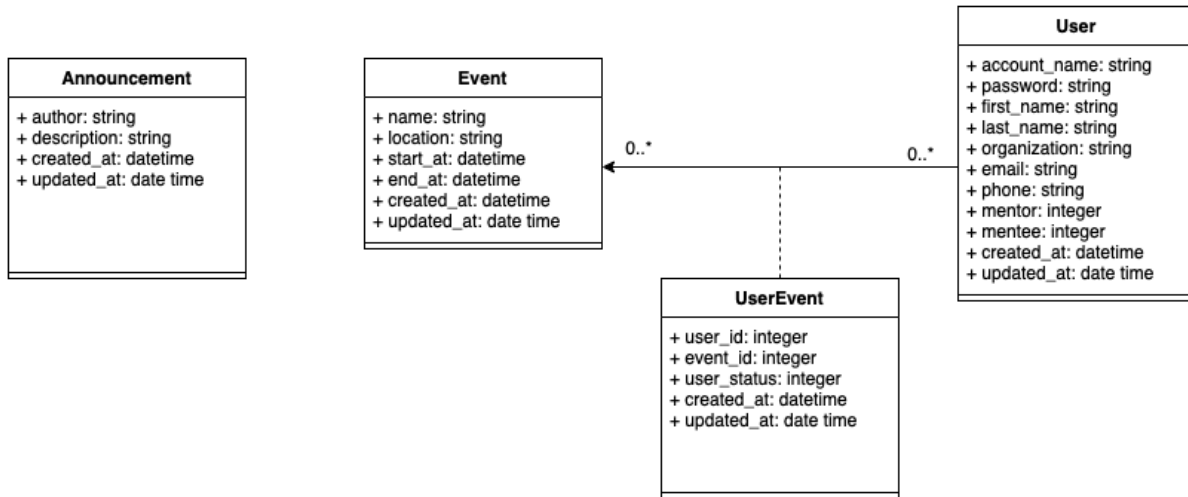 Announcement
+ author: string
+ description: string
+ created_at: datetime
+ updated_at: date time
Event
+ name: string
+ location: string
+ start_at: datetime
+ end_at: datetime
+ created_at: datetime
+ updated_at: date time
0..*
0..*
User
+ account_name: string
+ password: string
+ first_name: string
+ last_name: string
+ organization: string
+ email: string
+ phone: string
+ mentor: integer
+ mentee: integer
+ created_at: datetime
+ updated_at: date time
UserEvent
+ user_id: integer
+ event_id: integer
+ user_status: integer
+ created_at: datetime
+ updated_at: date time